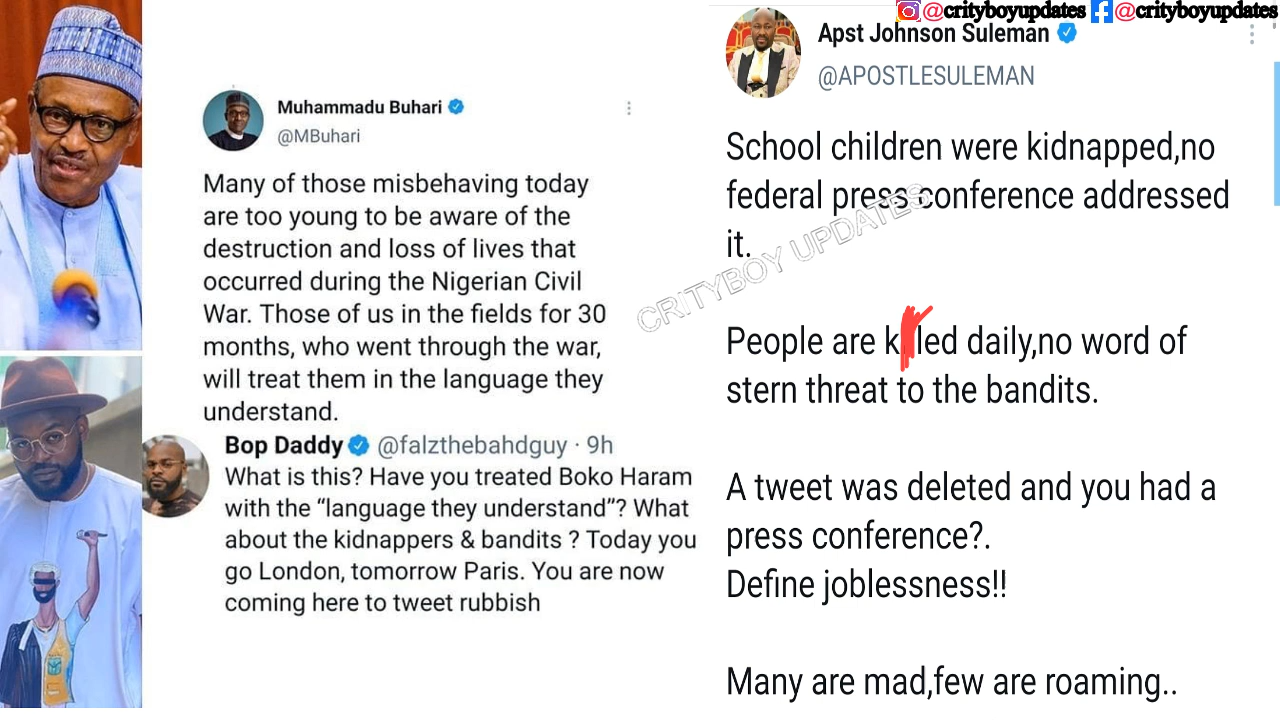 @crityboyupdates @crityboyupdates
Muhammadu Buhari
@MBuhari
Many of those misbehaving today
are too young to be aware of the
destruction and loss of lives that
occurred during the Nigerian Civil
War. Those of us in the fields for 30
months, who went through the war,
will treat them in the language they
understand.
Bop Daddy @falzthebahdguy · 9h
What is this? Have you treated Boko Haram
with the “language they understand”? What
about the kidnappers & bandits ? Today you
go London, tomorrow Paris. You are now
coming here to tweet rubbish
Apst Johnson Suleman
@APOSTLESULEMAN
School children were kidnapped,no
federal press conference addressed
it.
People are killed daily,no word of
stern threat to the bandits.
A tweet was deleted and you had a
press conference?.
Define joblessness!!
Many are mad,few are roaming..
CRITYBOY UPDATES